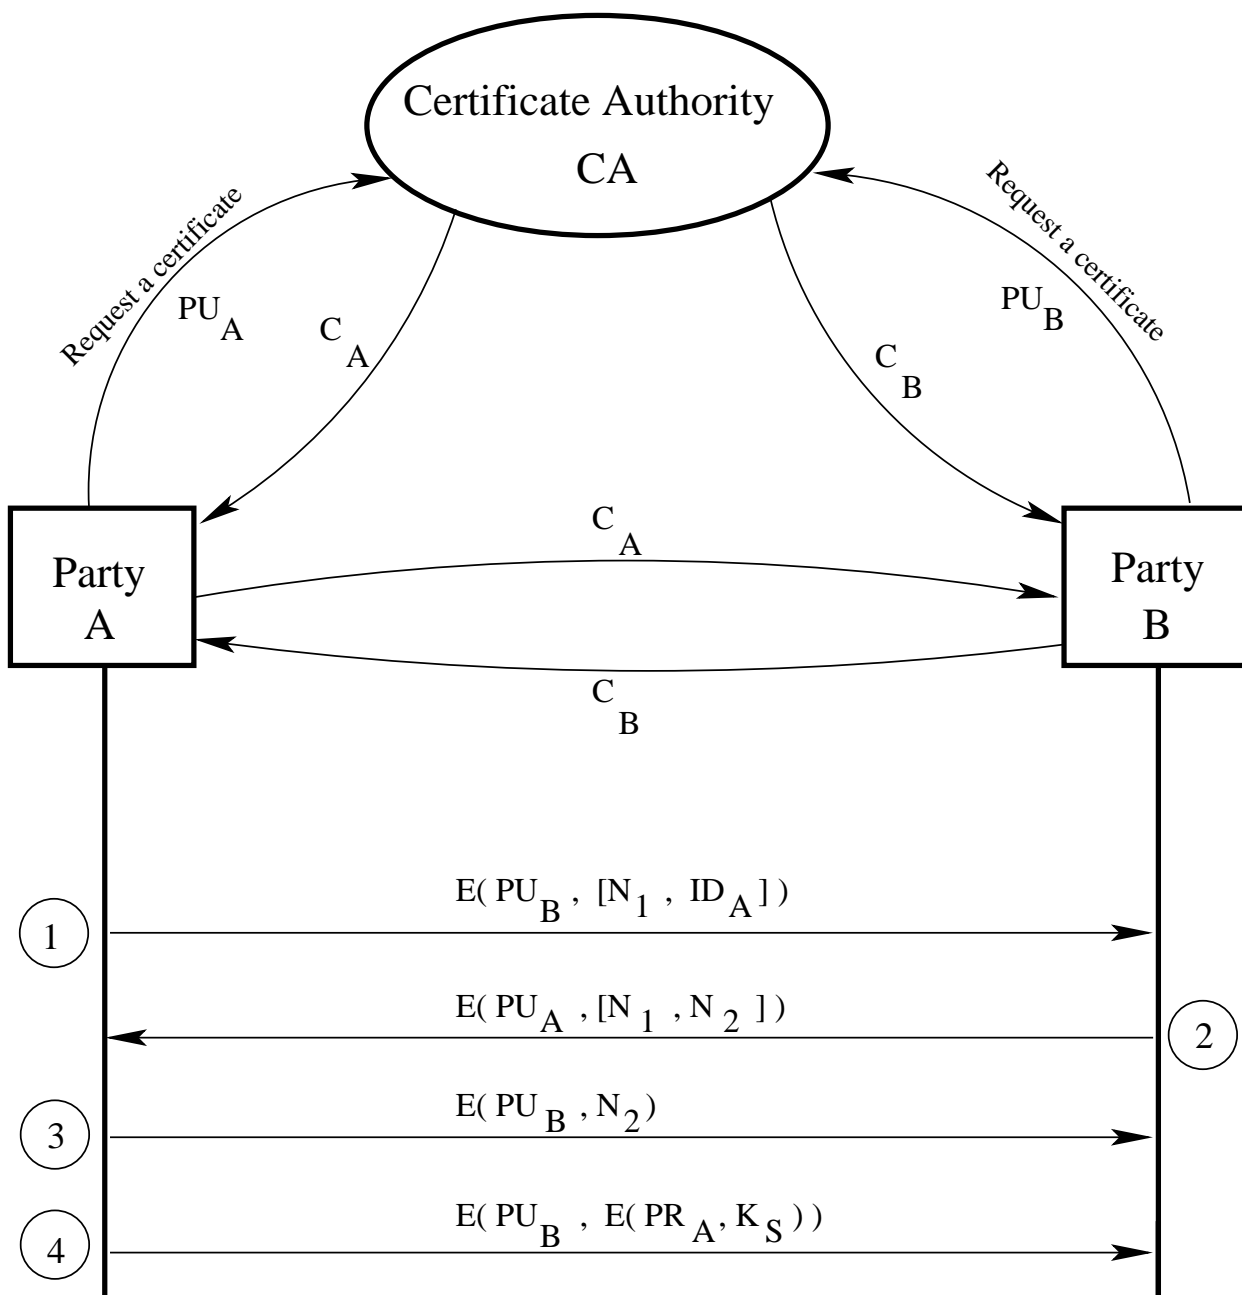 Certificate Authority
CA
Request a certificate
PU_A
C_A
Request a certificate
PU_B
C_B
Party
A
C_A
Party
B
C_B
E( PU_B , [N_1 , ID_A ] )
1
E( PU_A , [N_1 , N_2 ] )
2
E( PU_B , N_2 )
3
E( PU_B , E( PR_A , K_S ) )
4